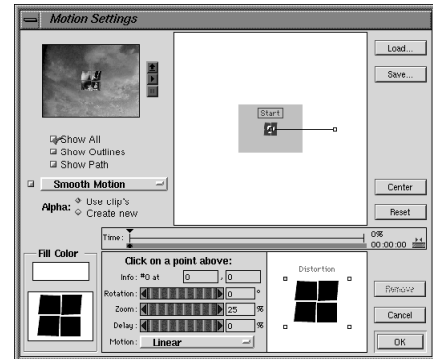 Motion Settings
Load...
Save...
Start
Show All
Show Outlines
Show Path
Smooth Motion
Center
Alpha: Use clip's
Create new
Reset
Time:
0%
00:00:00
Fill Color
Click on a point above:
Info: #0 at 0 , 0
Distortion
Rotation: 0 °
Remove
Zoom: 25 %
Delay: 0 %
Cancel
Motion: Linear
OK